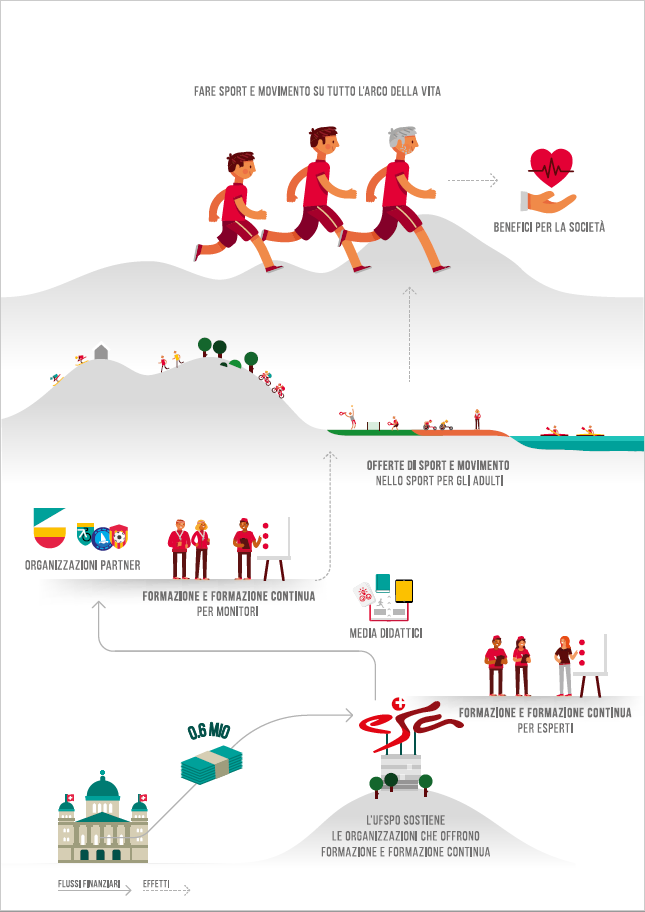 FARE SPORT E MOVIMENTO SU TUTTO L'ARCO DELLA VITA
BENEFICI PER LA SOCIETÀ
OFFERTE DI SPORT E MOVIMENTO
NELLO SPORT PER GLI ADULTI
ORGANIZZAZIONI PARTNER
FORMAZIONE E FORMAZIONE CONTINUA
PER MONITORI
MEDIA DIDATTICI
FORMAZIONE E FORMAZIONE CONTINUA
PER ESPERTI
0.6 MIO
esa
L'UFSPO SOSTIENE
LE ORGANIZZAZIONI CHE OFFRONO
FORMAZIONE E FORMAZIONE CONTINUA
FLUSSI FINANZIARI
EFFETTI